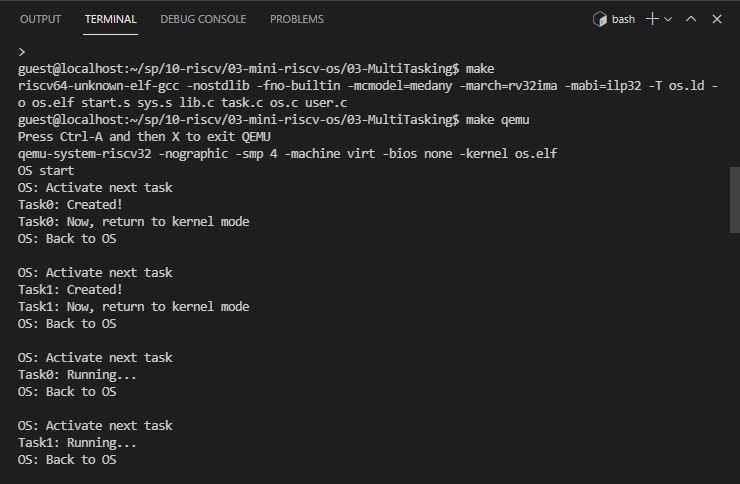 OUTPUT TERMINAL DEBUG CONSOLE PROBLEMS bash
>
guest@localhost:~/sp/10-riscv/03-mini-riscv-os/03-MultiTasking$ make
riscv64-unknown-elf-gcc -nostdlib -fno-builtin -mcmodel=medany -march=rv32ima -mabi=ilp32 -T os.ld -
o os.elf start.s sys.s lib.c task.c os.c user.c
guest@localhost:~/sp/10-riscv/03-mini-riscv-os/03-MultiTasking$ make qemu
Press Ctrl-A and then X to exit QEMU
qemu-system-riscv32 -nographic -smp 4 -machine virt -bios none -kernel os.elf
OS start
OS: Activate next task
Task0: Created!
Task0: Now, return to kernel mode
OS: Back to OS
OS: Activate next task
Task1: Created!
Task1: Now, return to kernel mode
OS: Back to OS
OS: Activate next task
Task0: Running...
OS: Back to OS
OS: Activate next task
Task1: Running...
OS: Back to OS